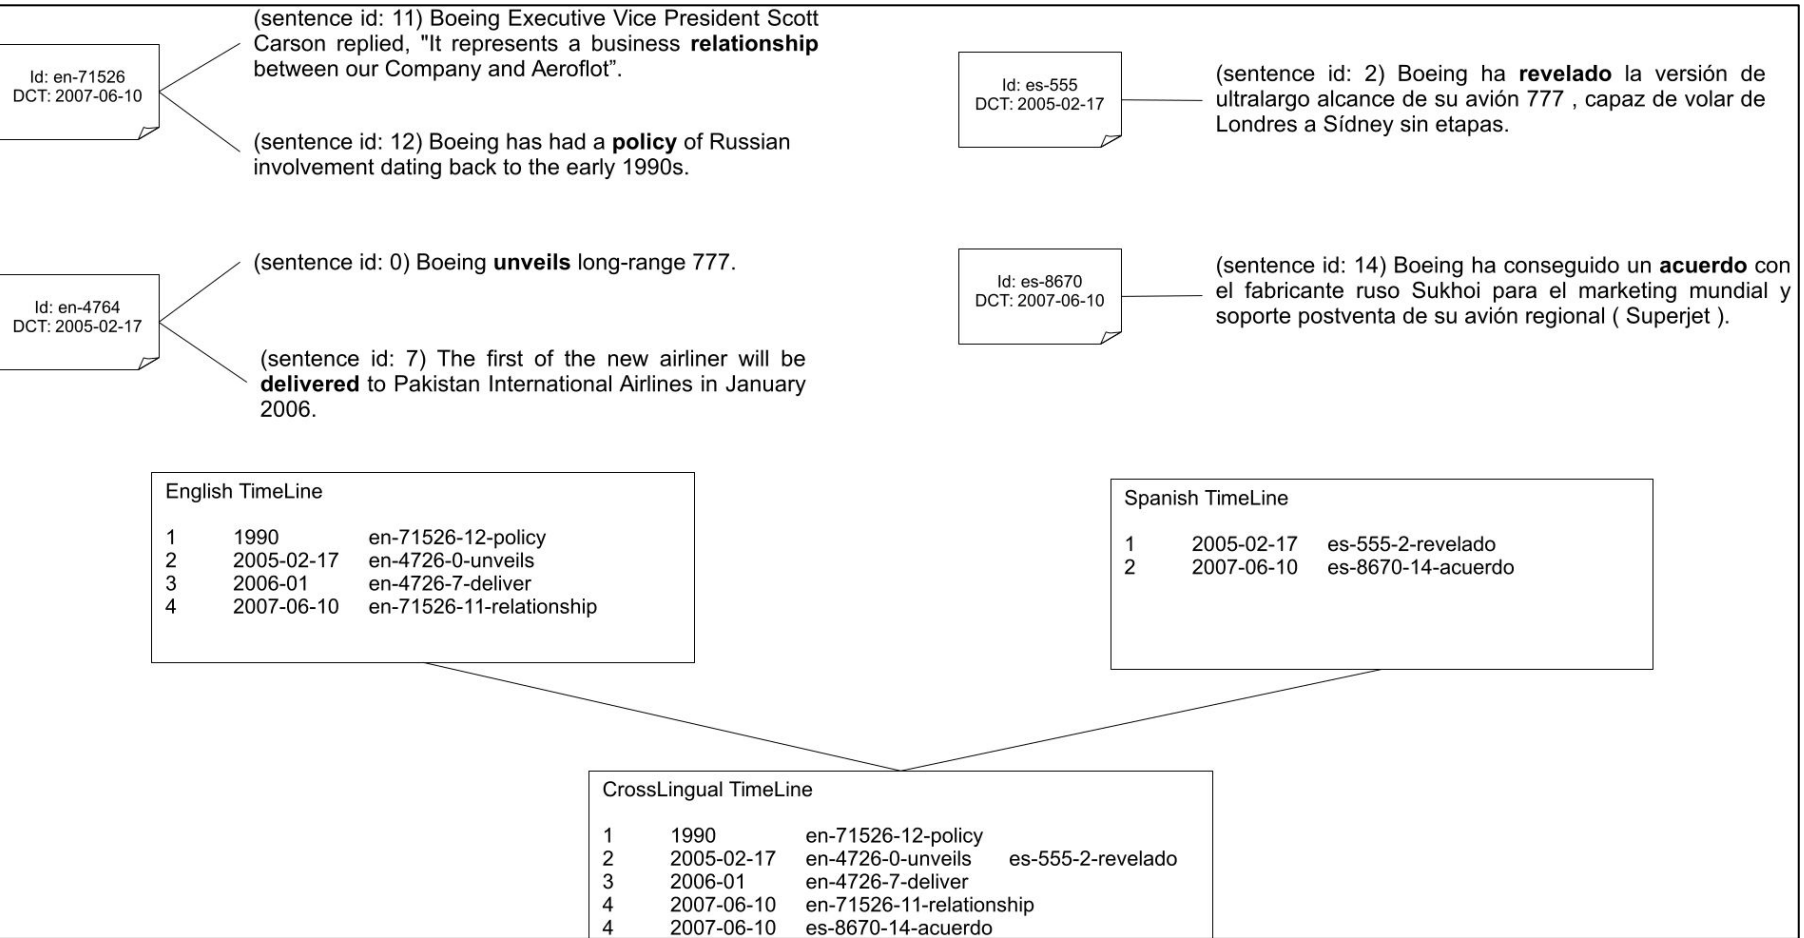 (sentence id: 11) Boeing Executive Vice President Scott
Carson replied, "It represents a business relationship
between our Company and Aeroflot”.
Id: en-71526
DCT: 2007-06-10
(sentence id: 12) Boeing has had a policy of Russian
involvement dating back to the early 1990s.
Id: es-555
DCT: 2005-02-17
(sentence id: 2) Boeing ha revelado la versión de
ultralargo alcance de su avión 777 , capaz de volar de
Londres a Sídney sin etapas.
(sentence id: 0) Boeing unveils long-range 777.
Id: en-4764
DCT: 2005-02-17
(sentence id: 7) The first of the new airliner will be
delivered to Pakistan International Airlines in January
2006.
Id: es-8670
DCT: 2007-06-10
(sentence id: 14) Boeing ha conseguido un acuerdo con
el fabricante ruso Sukhoi para el marketing mundial y
soporte postventa de su avión regional ( Superjet ).
English TimeLine
1 1990 en-71526-12-policy
2 2005-02-17 en-4726-0-unveils
3 2006-01 en-4726-7-deliver
4 2007-06-10 en-71526-11-relationship
Spanish TimeLine
1 2005-02-17 es-555-2-revelado
2 2007-06-10 es-8670-14-acuerdo
CrossLingual TimeLine
1 1990 en-71526-12-policy
2 2005-02-17 en-4726-0-unveils es-555-2-revelado
3 2006-01 en-4726-7-deliver
4 2007-06-10 en-71526-11-relationship
4 2007-06-10 es-8670-14-acuerdo